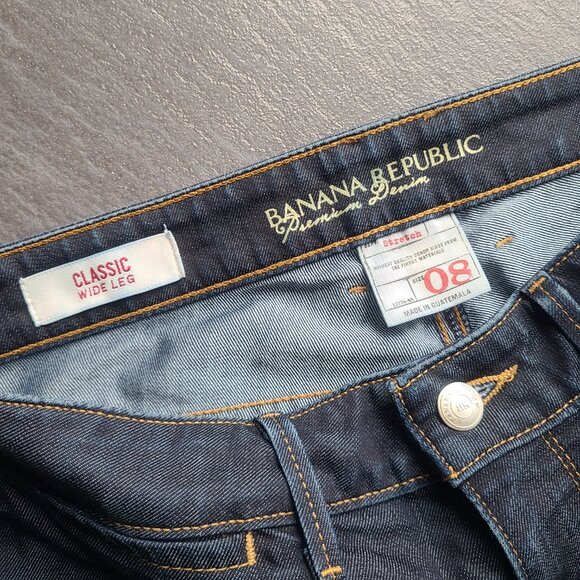 BANANA REPUBLIC
Premium Denim
CLASSIC
WIDE LEG
Stretch
HIGHEST QUALITY DENIM MADE FROM
THE FINEST MATERIALS
SIZE
08
MADE IN GUATEMALA